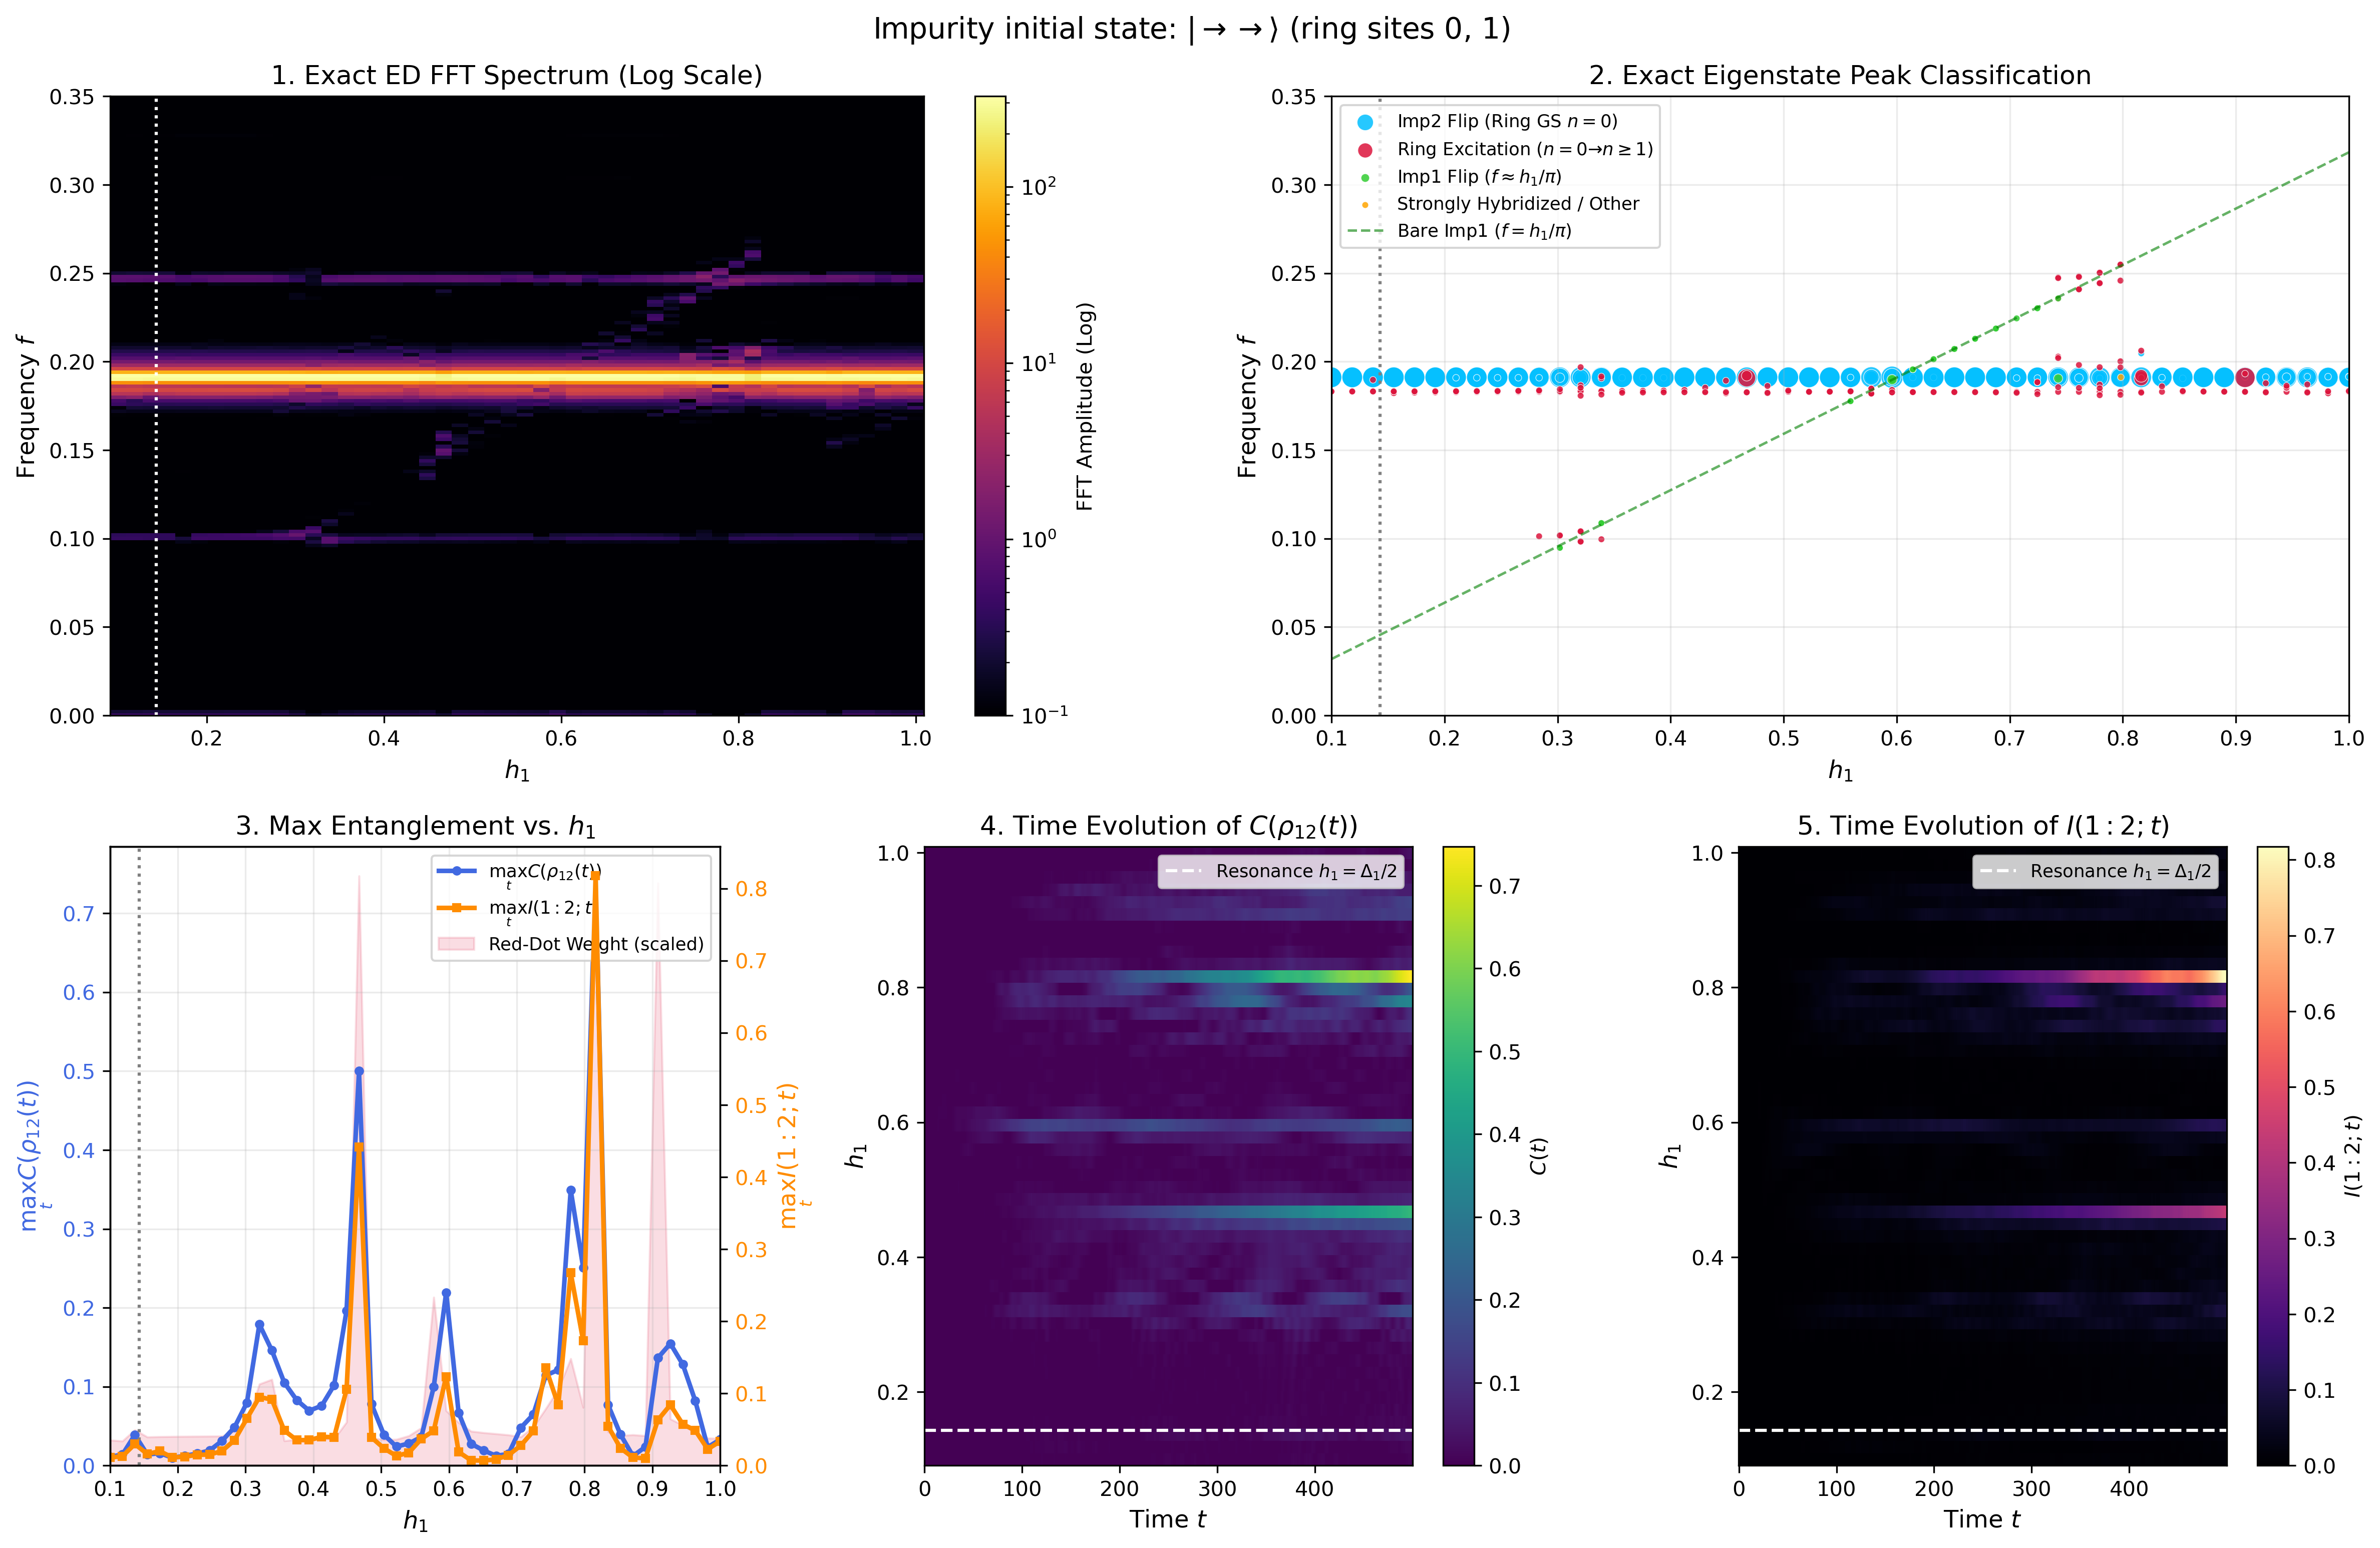 Impurity initial state: |→→⟩ (ring sites 0, 1)
1. Exact ED FFT Spectrum (Log Scale)
Frequency f
0.35
0.30
0.25
0.20
0.15
0.10
0.05
0.00
0.2 0.4 0.6 0.8 1.0
h₁
10²
10¹
10⁰
10⁻¹
FFT Amplitude (Log)
2. Exact Eigenstate Peak Classification
Frequency f
0.35
0.30
0.25
0.20
0.15
0.10
0.05
0.00
Imp2 Flip (Ring GS n = 0)
Ring Excitation (n = 0→n ≥ 1)
Imp1 Flip (f ≈ h₁/π)
Strongly Hybridized / Other
Bare Imp1 (f = h₁/π)
0.1 0.2 0.3 0.4 0.5 0.6 0.7 0.8 0.9 1.0
h₁
3. Max Entanglement vs. h₁
max C(ρ₁₂(t))
t
0.7
0.6
0.5
0.4
0.3
0.2
0.1
0.0
max C(ρ₁₂(t))
t
max I(1 : 2; t)
t
Red-Dot Weight (scaled)
0.8
0.7
0.6
0.5
0.4
0.3
0.2
0.1
0.0
max I(1 : 2; t)
t
0.1 0.2 0.3 0.4 0.5 0.6 0.7 0.8 0.9 1.0
h₁
4. Time Evolution of C(ρ₁₂(t))
h₁
1.0
0.8
0.6
0.4
0.2
Resonance h₁ = Δ₁/2
0 100 200 300 400
Time t
0.7
0.6
0.5
0.4
0.3
0.2
0.1
0.0
C(t)
5. Time Evolution of I(1 : 2; t)
h₁
1.0
0.8
0.6
0.4
0.2
Resonance h₁ = Δ₁/2
0 100 200 300 400
Time t
0.8
0.7
0.6
0.5
0.4
0.3
0.2
0.1
0.0
I(1 : 2; t)